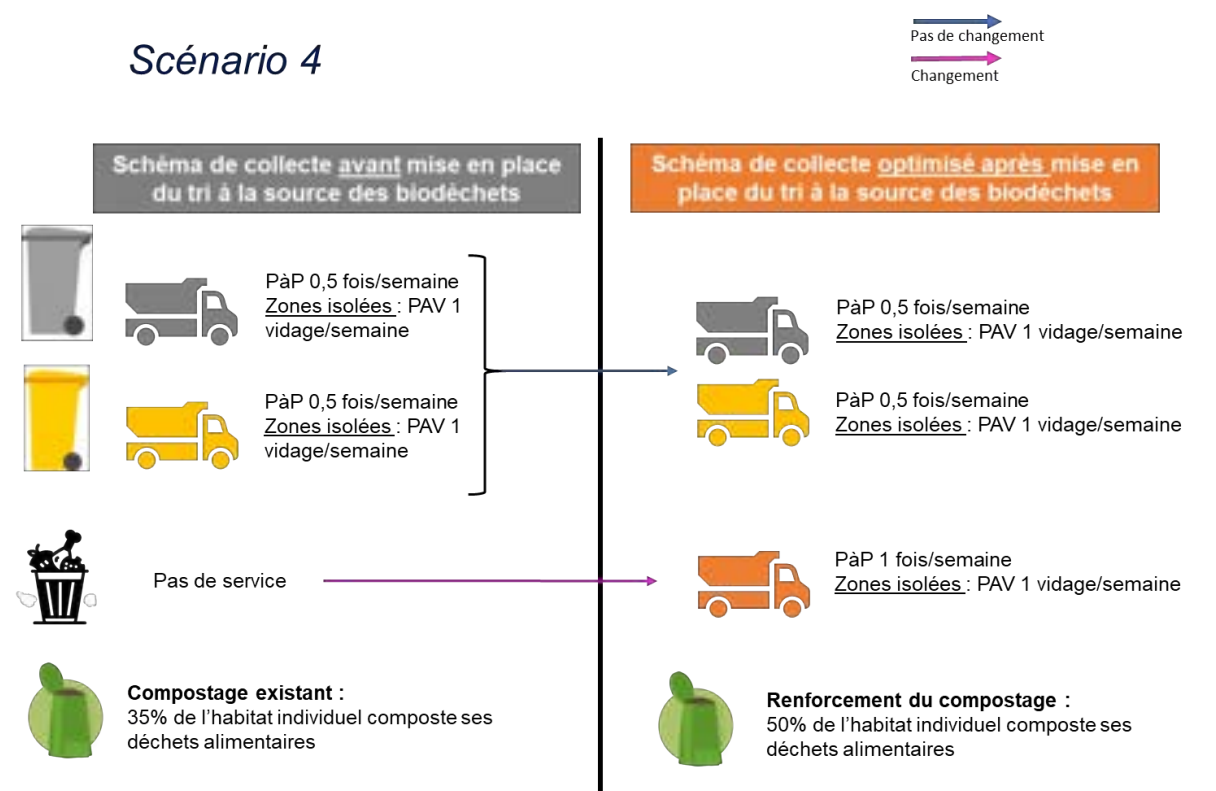 Scénario 4
Pas de changement
Changement
Schéma de collecte avant mise en place
du tri à la source des biodéchets
Schéma de collecte optimisé après mise en
place du tri à la source des biodéchets
PàP 0,5 fois/semaine
Zones isolées : PAV 1
vidage/semaine
PàP 0,5 fois/semaine
Zones isolées : PAV 1
vidage/semaine
PàP 0,5 fois/semaine
Zones isolées : PAV 1 vidage/semaine
PàP 0,5 fois/semaine
Zones isolées : PAV 1 vidage/semaine
Pas de service
PàP 1 fois/semaine
Zones isolées : PAV 1 vidage/semaine
Compostage existant :
35% de l’habitat individuel composte ses
déchets alimentaires
Renforcement du compostage :
50% de l’habitat individuel composte ses
déchets alimentaires